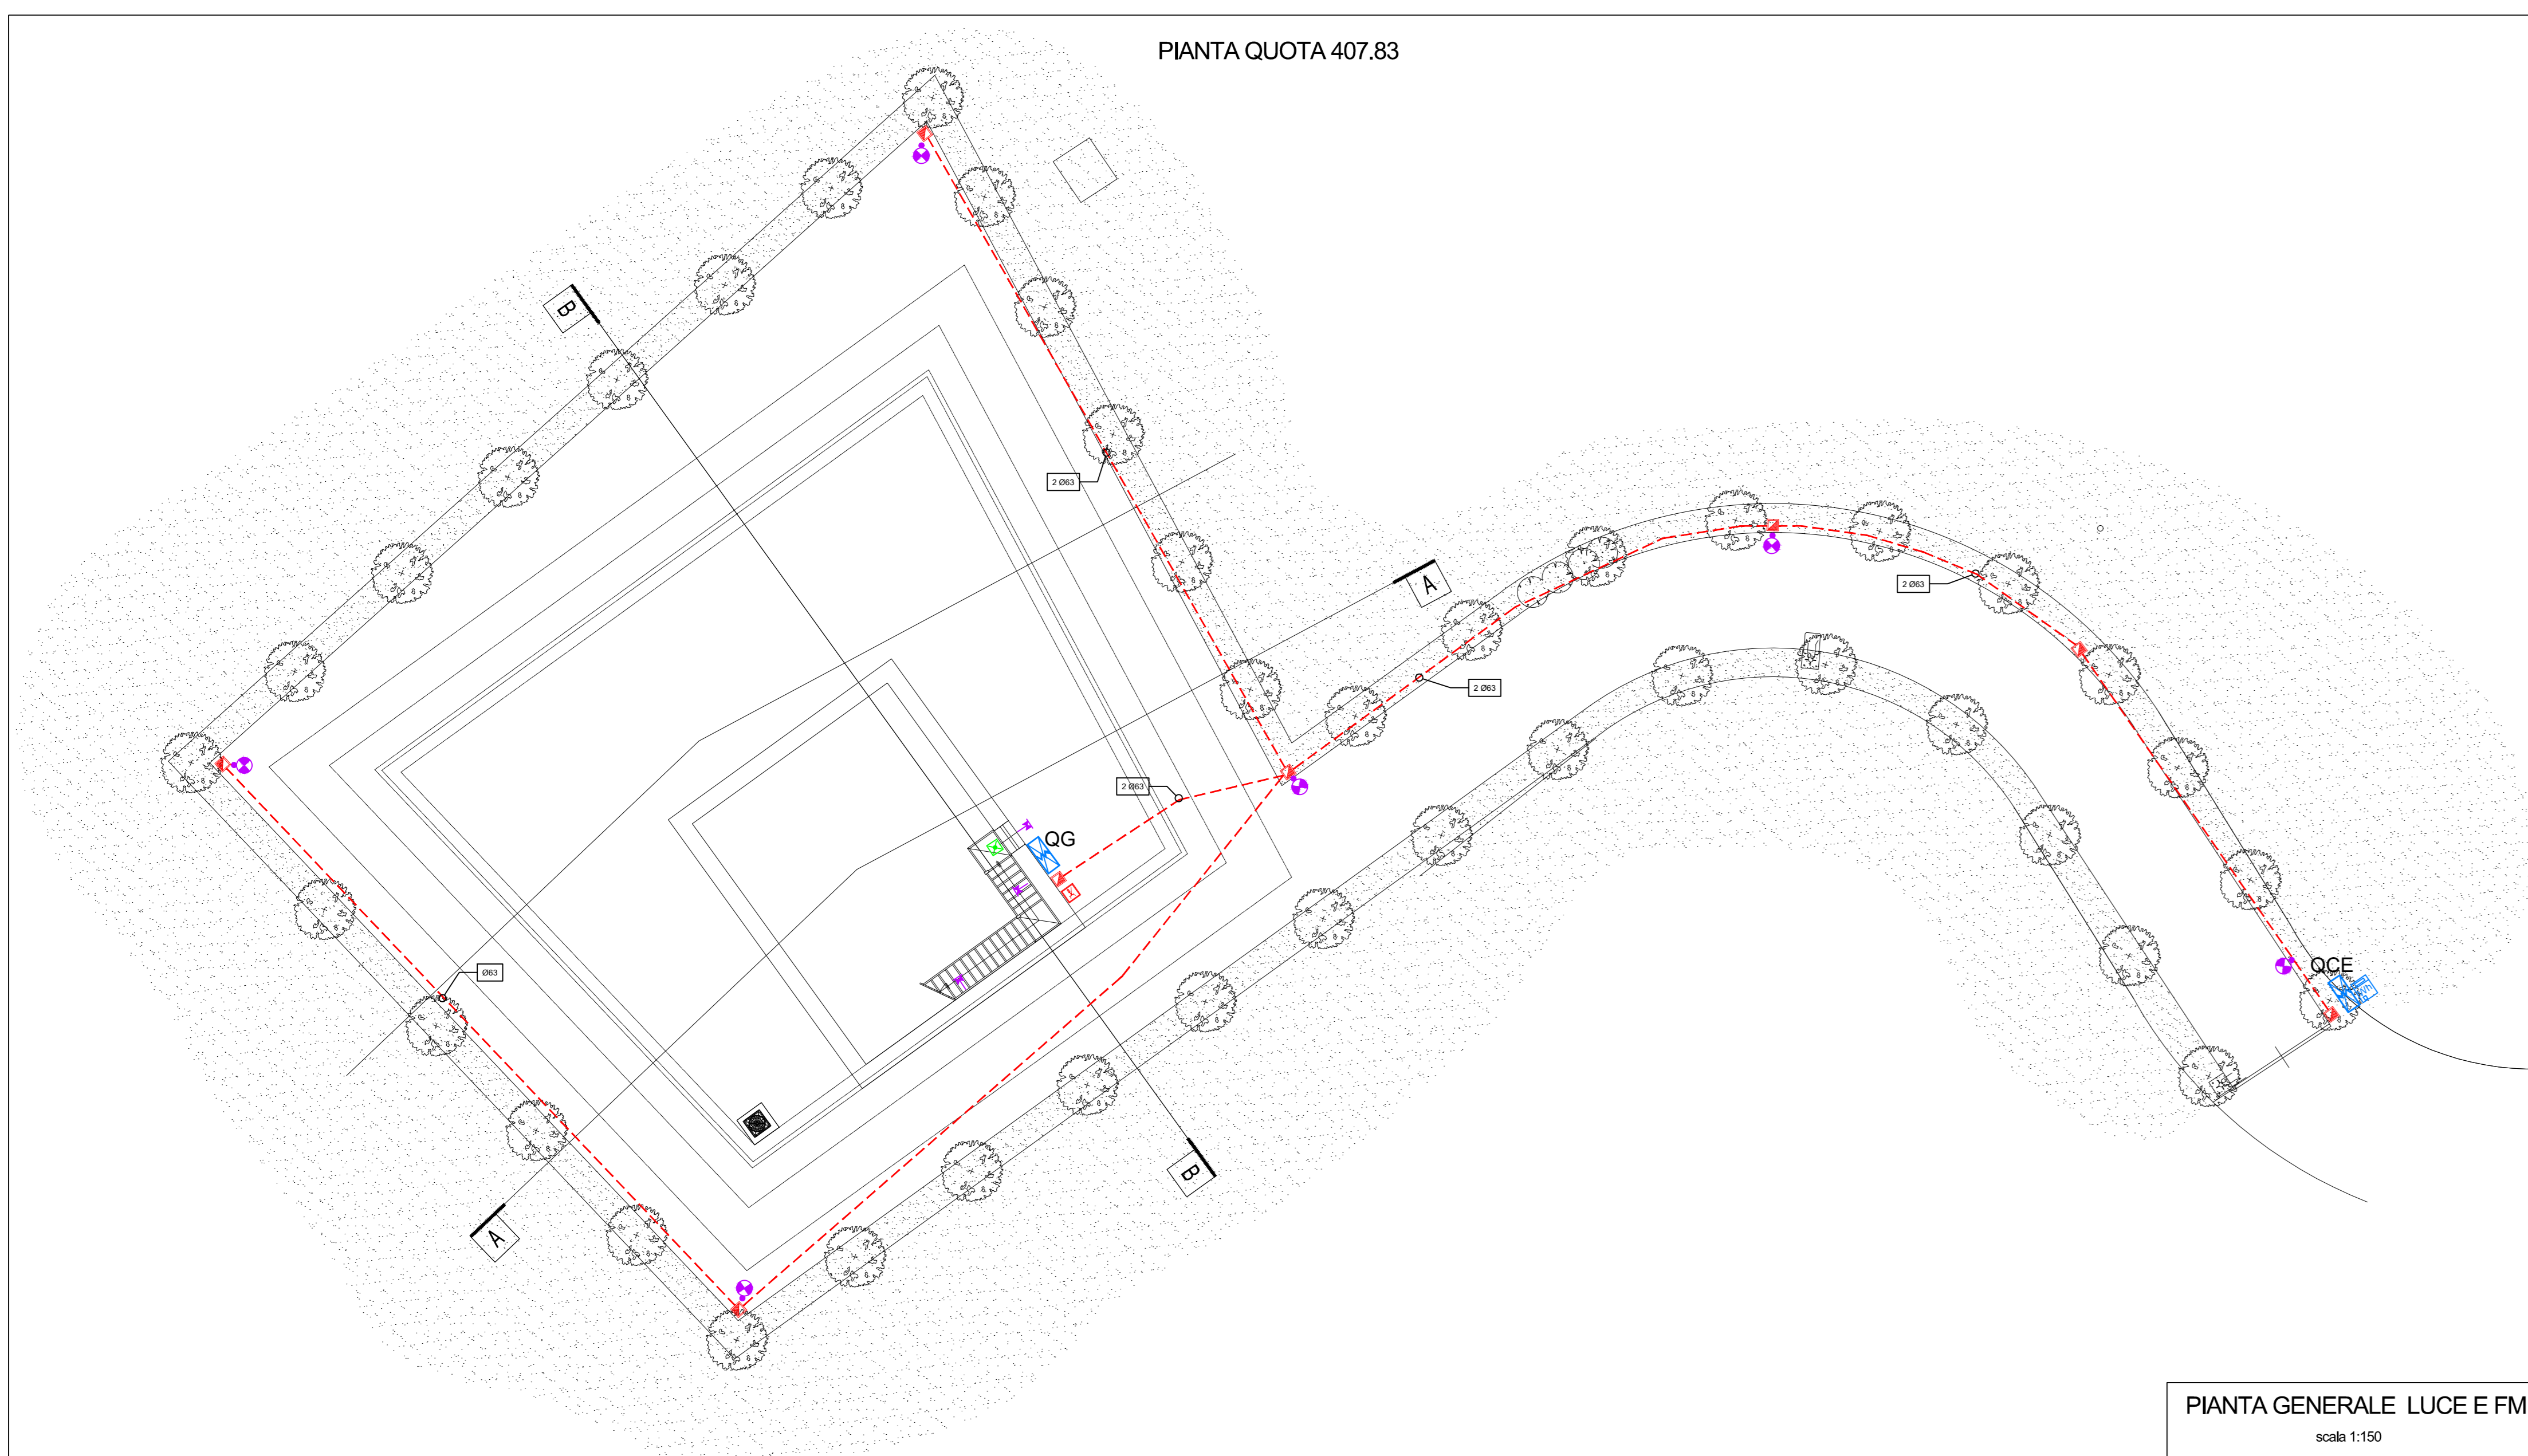 PIANTA QUOTA 407.83
B
2 Ø63
A
2 Ø63
2 Ø63
2 Ø63
QG
Ø63
QCE
B
A
PIANTA GENERALE LUCE E FM
scala 1:150